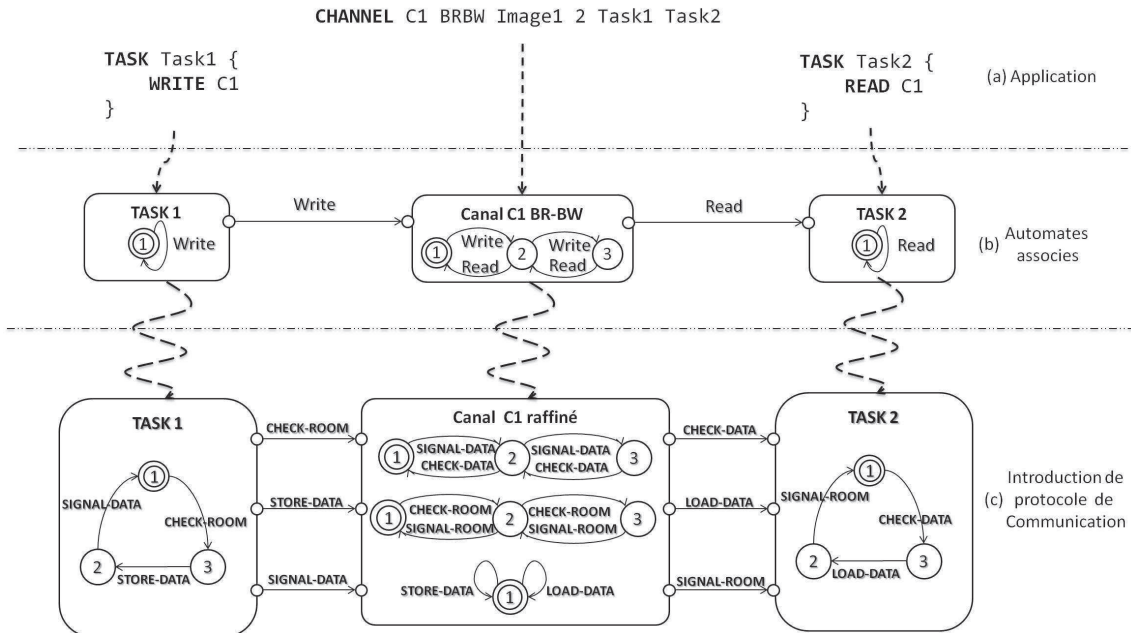 CHANNEL C1 BRBW Image1 2 Task1 Task2
TASK Task1 {
WRITE C1
}
TASK Task2 {
READ C1
}
(a) Application
TASK 1
1
Write
Write
Canal C1 BR-BW
1
Write
Read
2
Write
Read
3
Read
TASK 2
1
Read
(b) Automates
associes
TASK 1
1
SIGNAL-DATA
CHECK-ROOM
2
STORE-DATA
3
CHECK-ROOM
STORE-DATA
SIGNAL-DATA
Canal C1 raffiné
1
SIGNAL-DATA
CHECK-DATA
2
SIGNAL-DATA
CHECK-DATA
3
1
CHECK-ROOM
SIGNAL-ROOM
2
CHECK-ROOM
SIGNAL-ROOM
3
STORE-DATA
1
LOAD-DATA
CHECK-DATA
LOAD-DATA
SIGNAL-ROOM
TASK 2
1
SIGNAL-ROOM
CHECK-DATA
2
LOAD-DATA
3
Introduction de
(c) protocole de
Communication